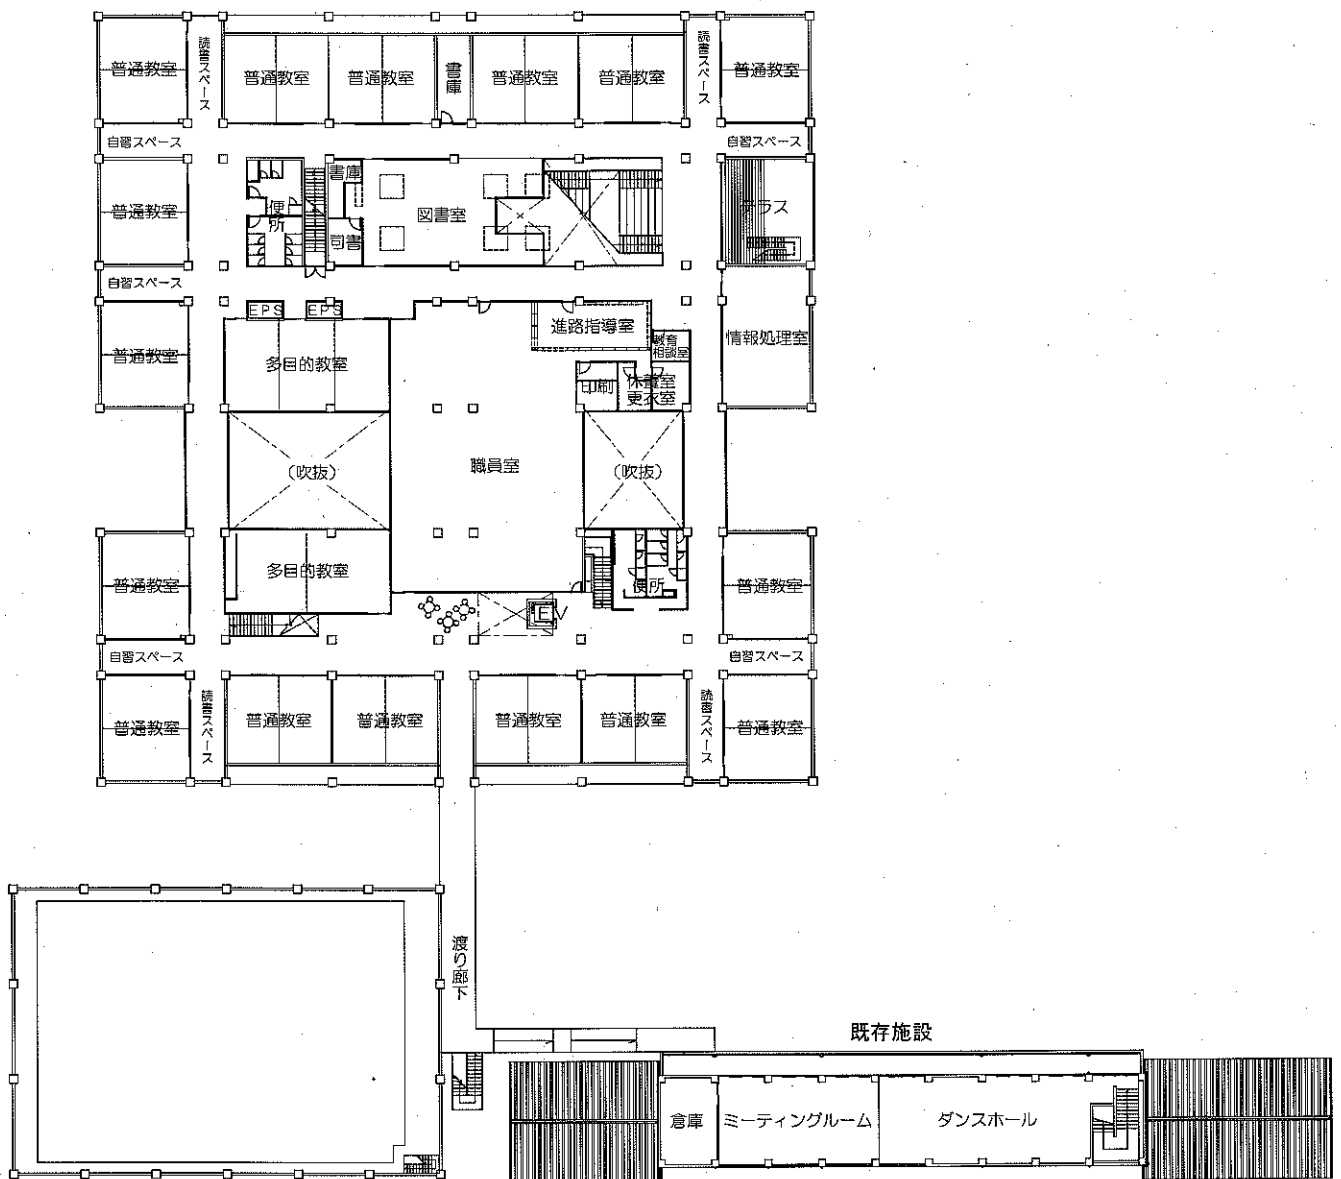 普通教室
読書スペース
普通教室
普通教室
書庫
普通教室
普通教室
読書スペース
普通教室
自習スペース
自習スペース
普通教室
便所
書庫
司書
図書室
テラス
自習スペース
EPS
EPS
進路指導室
教育
相談室
情報処理室
普通教室
多目的教室
印刷
休養室
更衣室
(吹抜)
職員室
(吹抜)
普通教室
多目的教室
便所
普通教室
EV
自習スペース
自習スペース
普通教室
読書スペース
普通教室
普通教室
普通教室
普通教室
読書スペース
普通教室
渡り廊下
既存施設
倉庫
ミーティングルーム
ダンスホール